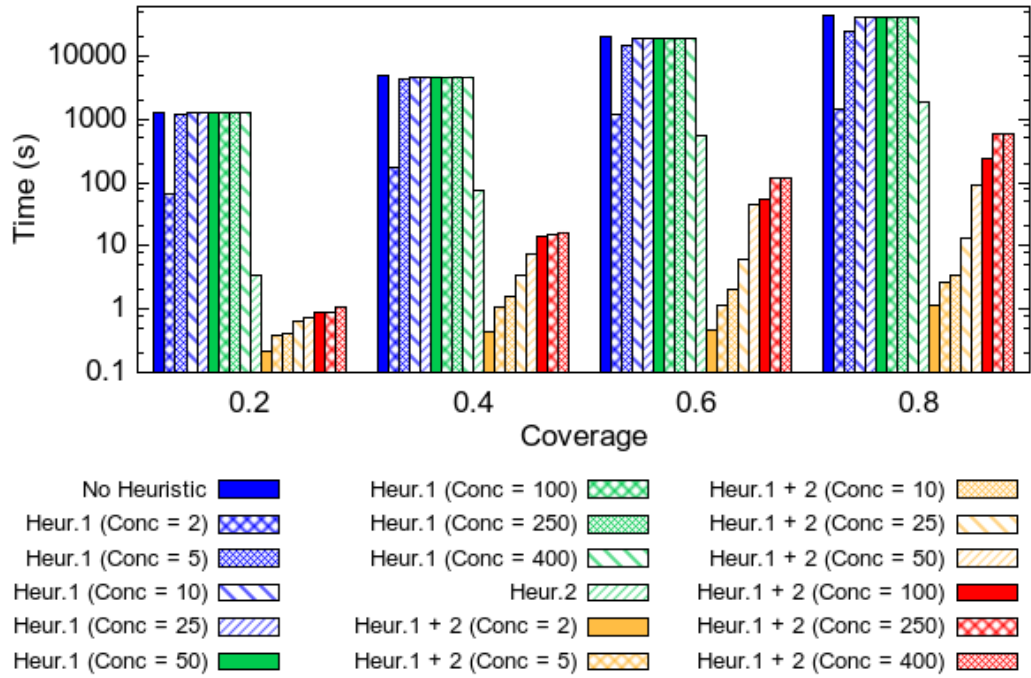 10000
1000
100
10
1
0.1
Time (s)
0.2 0.4 0.6 0.8
Coverage
No Heuristic
Heur.1 (Conc = 2)
Heur.1 (Conc = 5)
Heur.1 (Conc = 10)
Heur.1 (Conc = 25)
Heur.1 (Conc = 50)
Heur.1 (Conc = 100)
Heur.1 (Conc = 250)
Heur.1 (Conc = 400)
Heur.2
Heur.1 + 2 (Conc = 2)
Heur.1 + 2 (Conc = 5)
Heur.1 + 2 (Conc = 10)
Heur.1 + 2 (Conc = 25)
Heur.1 + 2 (Conc = 50)
Heur.1 + 2 (Conc = 100)
Heur.1 + 2 (Conc = 250)
Heur.1 + 2 (Conc = 400)